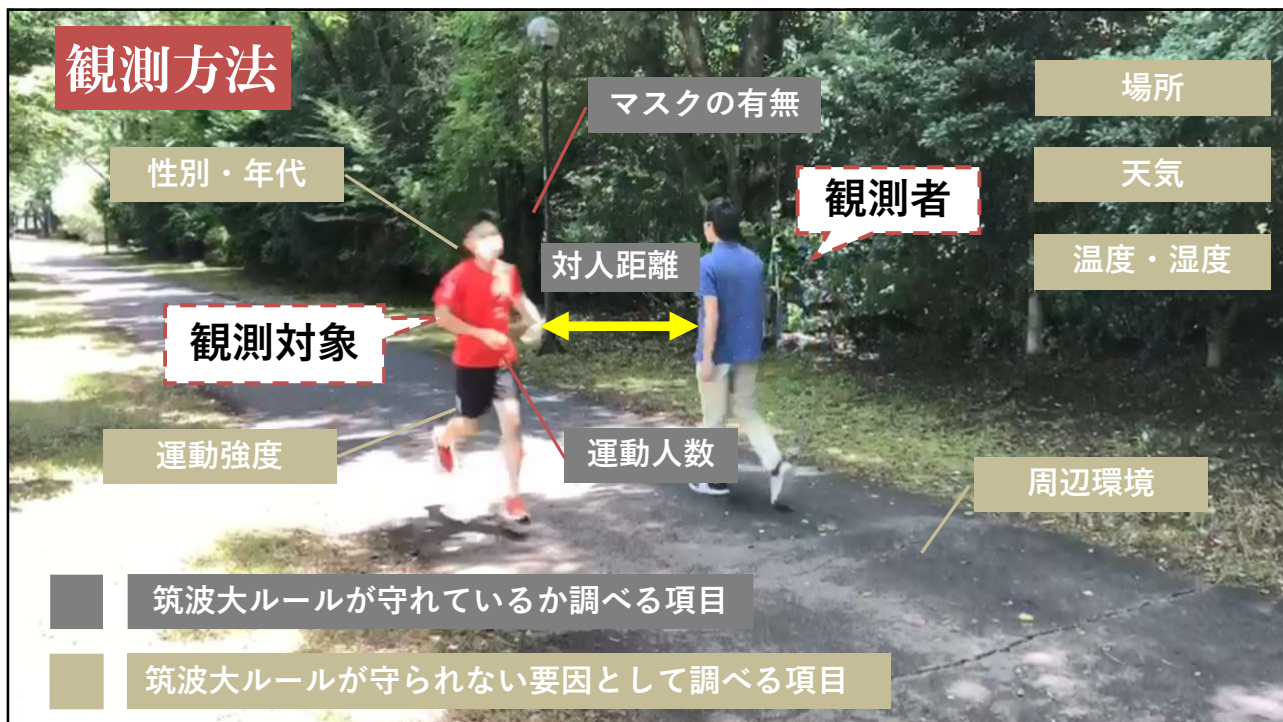 観測方法
マスクの有無
場所
性別・年代
天気
観測者
対人距離
温度・湿度
観測対象
運動強度
運動人数
周辺環境
筑波大ルールが守れているか調べる項目
筑波大ルールが守られない要因として調べる項目